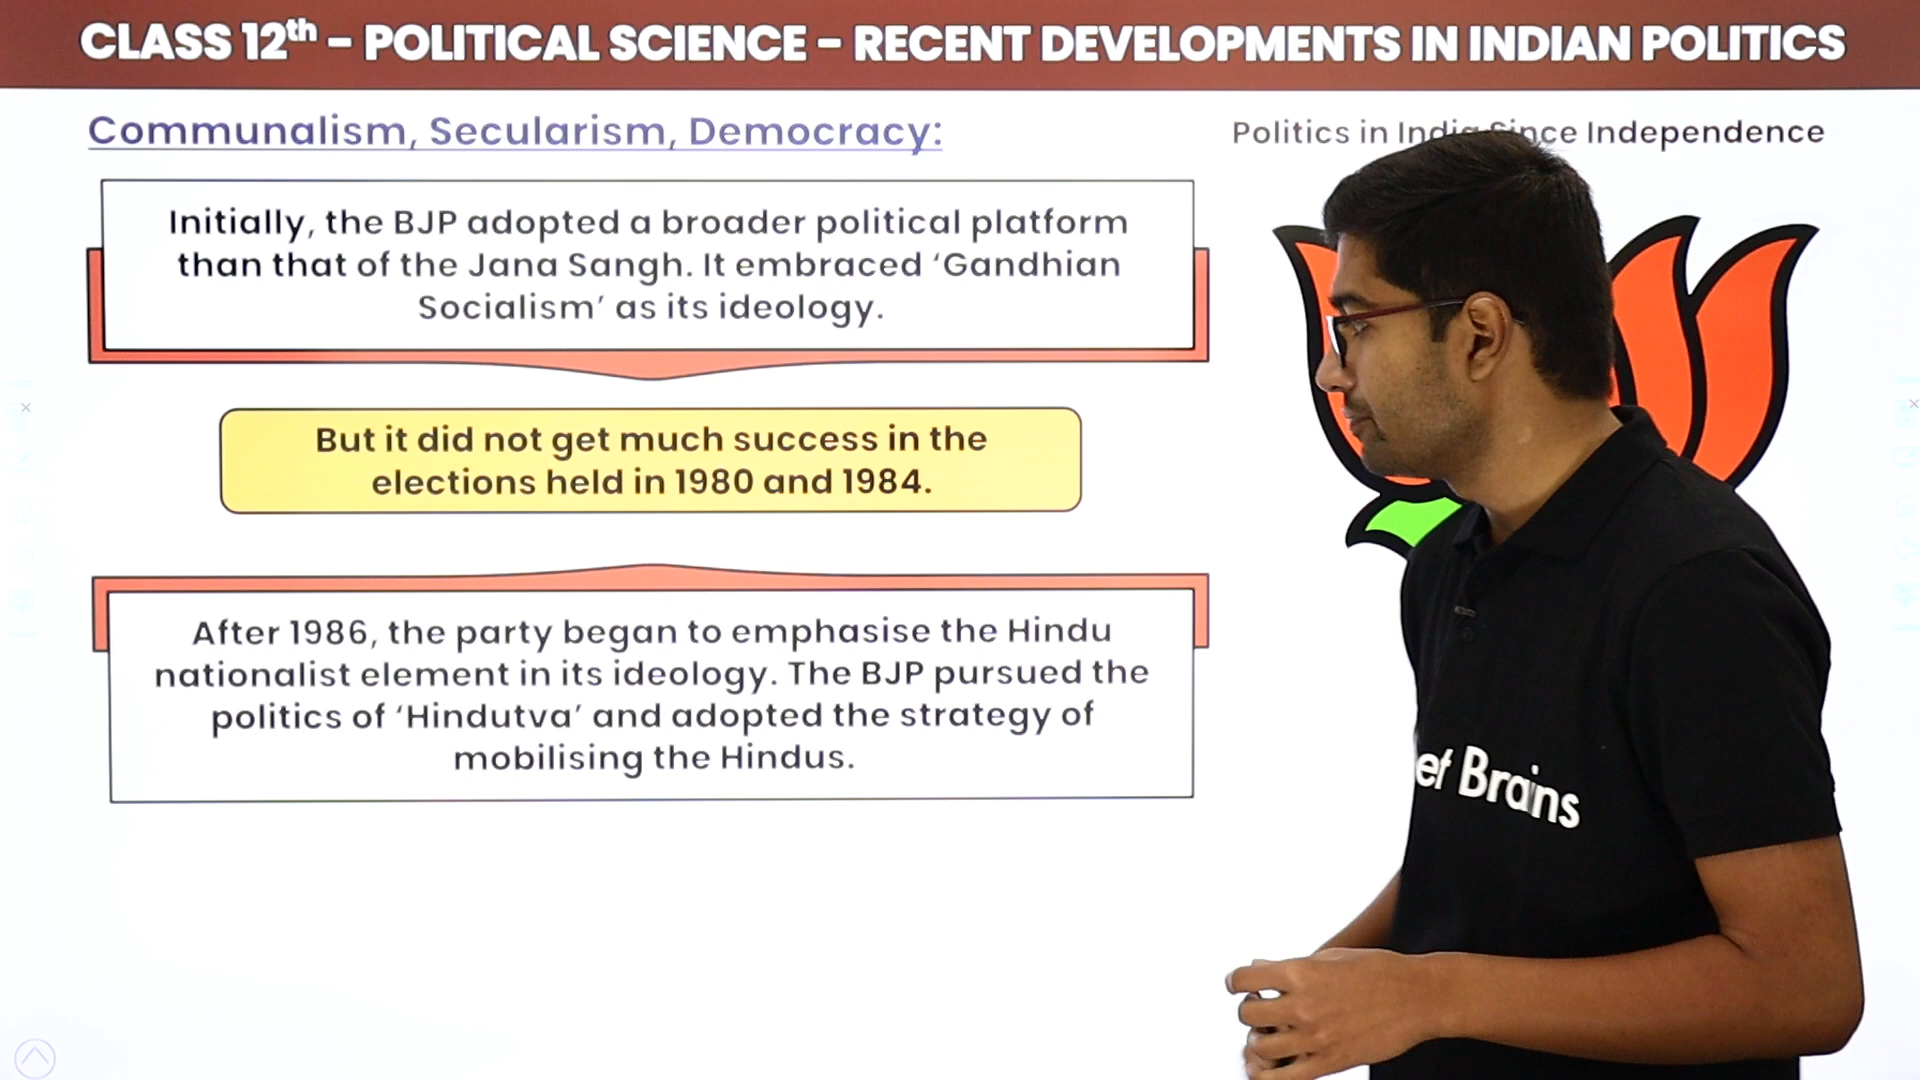 CLASS 12th - POLITICAL SCIENCE - RECENT DEVELOPMENTS IN INDIAN POLITICS
Communalism, Secularism, Democracy:
Politics in India Since Independence
Initially, the BJP adopted a broader political platform
than that of the Jana Sangh. It embraced ‘Gandhian
Socialism’ as its ideology.
But it did not get much success in the
elections held in 1980 and 1984.
After 1986, the party began to emphasise the Hindu
nationalist element in its ideology. The BJP pursued the
politics of ‘Hindutva’ and adopted the strategy of
mobilising the Hindus.
et Brains